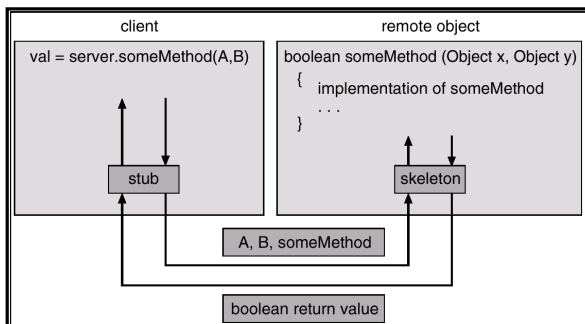 client
remote object
val = server.someMethod(A,B)
boolean someMethod (Object x, Object y)
{
implementation of someMethod
. . .
}
stub
skeleton
A, B, someMethod
boolean return value